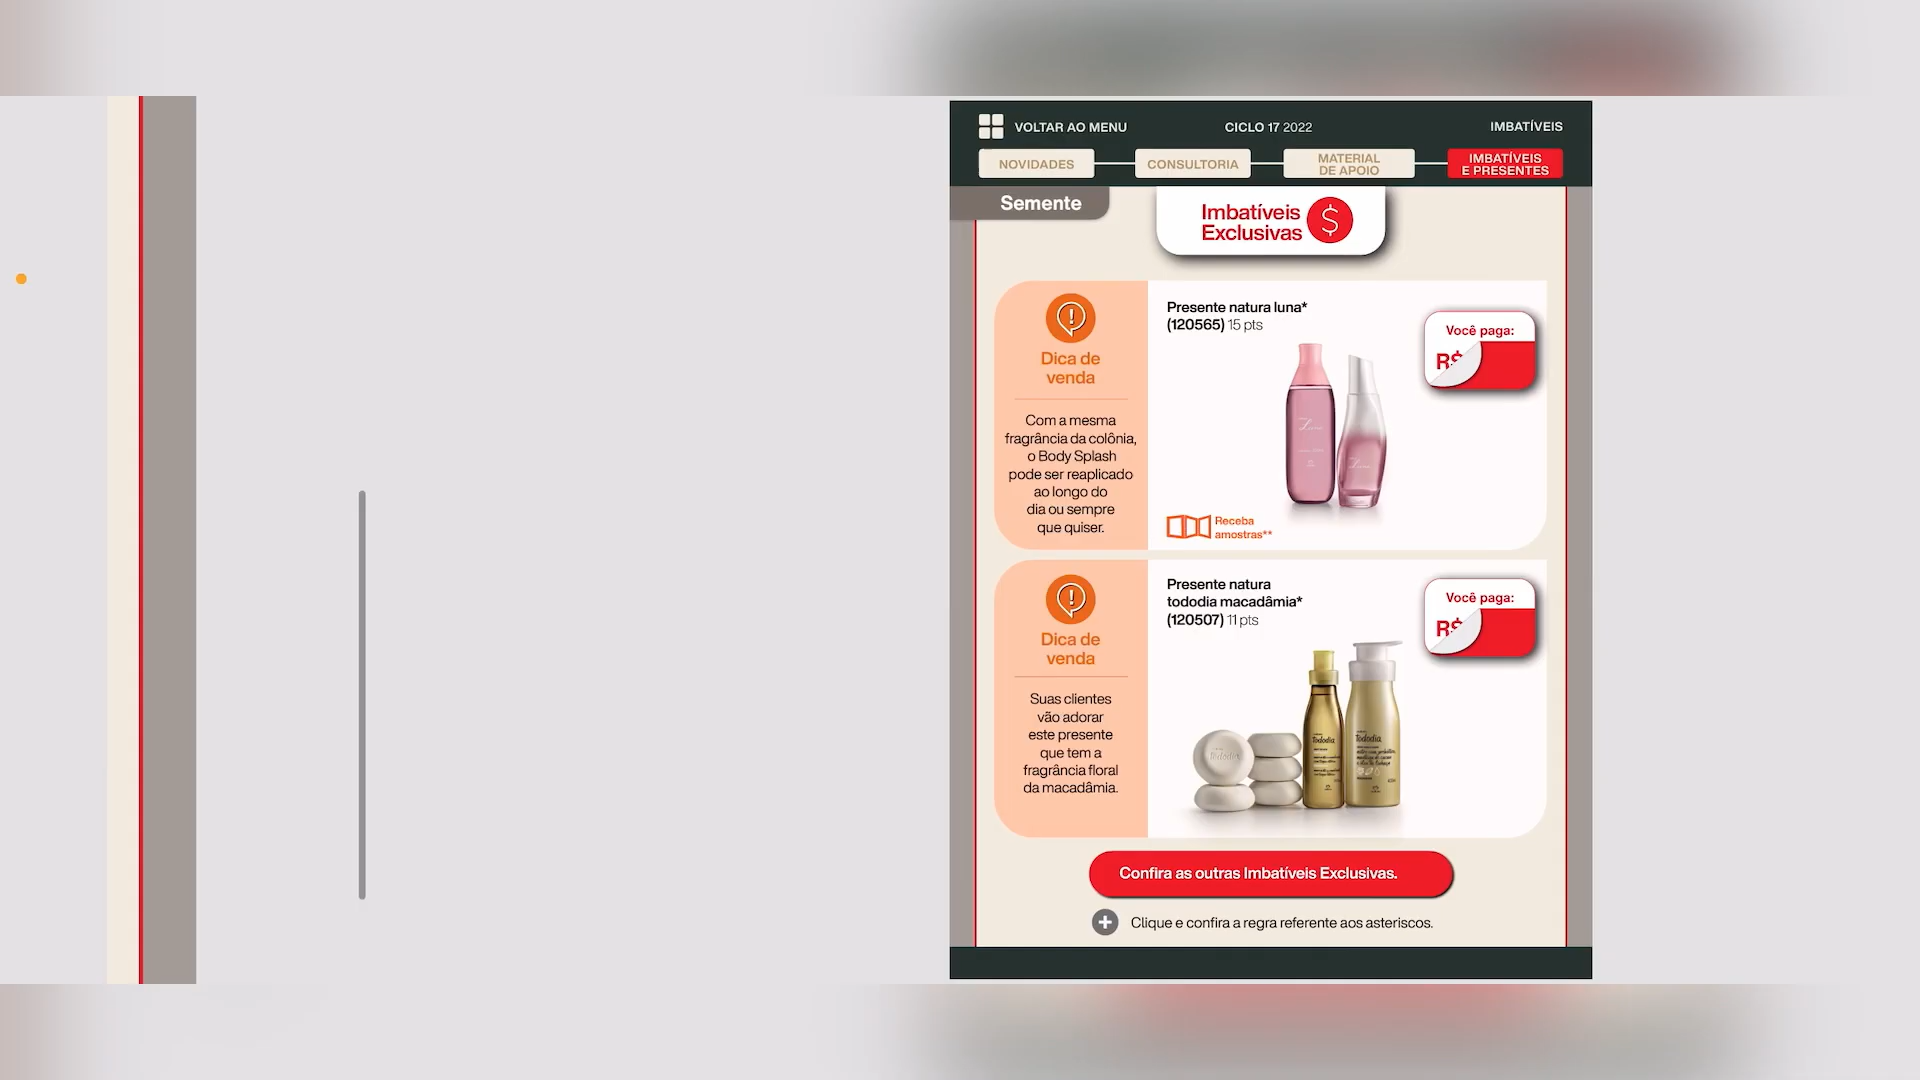 VOLTAR AO MENU
CICLO 17 2022
IMBATÍVEIS
NOVIDADES
CONSULTORIA
MATERIAL
DE APOIO
IMBATÍVEIS
E PRESENTES
Semente
Imbatíveis
Exclusivas
$
Dica de
venda
Com a mesma
fragrância da colônia,
o Body Splash
pode ser reaplicado
ao longo do
dia ou sempre
que quiser.
Presente natura luna*
(120565) 15 pts
Você paga:
R$
Receba
amostras**
Dica de
venda
Suas clientes
vão adorar
este presente
que tem a
fragrância floral
da macadâmia.
Presente natura
tododia macadâmia*
(120507) 11 pts
Você paga:
R$
Tododia
Tododia
Confira as outras Imbatíveis Exclusivas.
Clique e confira a regra referente aos asteriscos.